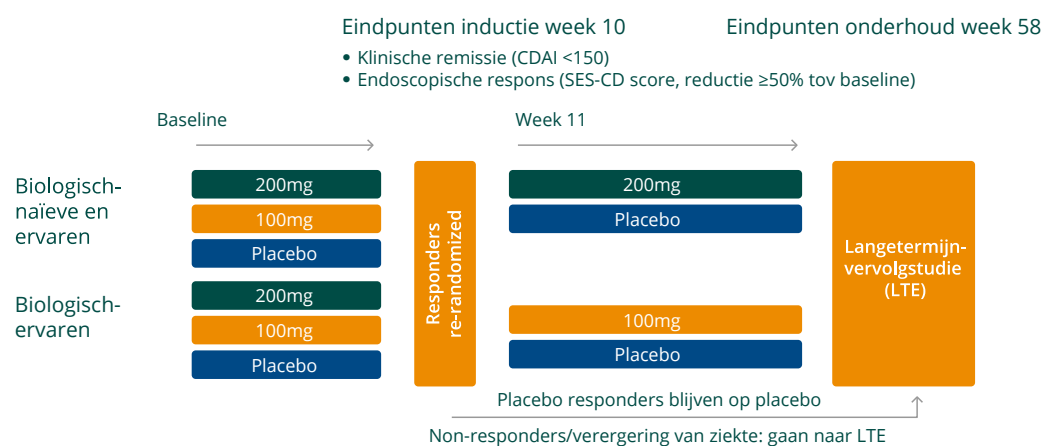 Eindpunten inductie week 10
• Klinische remissie (CDAI <150)
• Endoscopische respons (SES-CD score, reductie ≥50% tov baseline)
Eindpunten onderhoud week 58
Baseline
Week 11
Biologisch-
naïeve en
ervaren
200mg
100mg
Placebo
Biologisch-
ervaren
200mg
100mg
Placebo
Responders
re-randomized
200mg
Placebo
100mg
Placebo
Langetermijn-
vervolgstudie
(LTE)
Placebo responders blijven op placebo
Non-responders/verergering van ziekte: gaan naar LTE